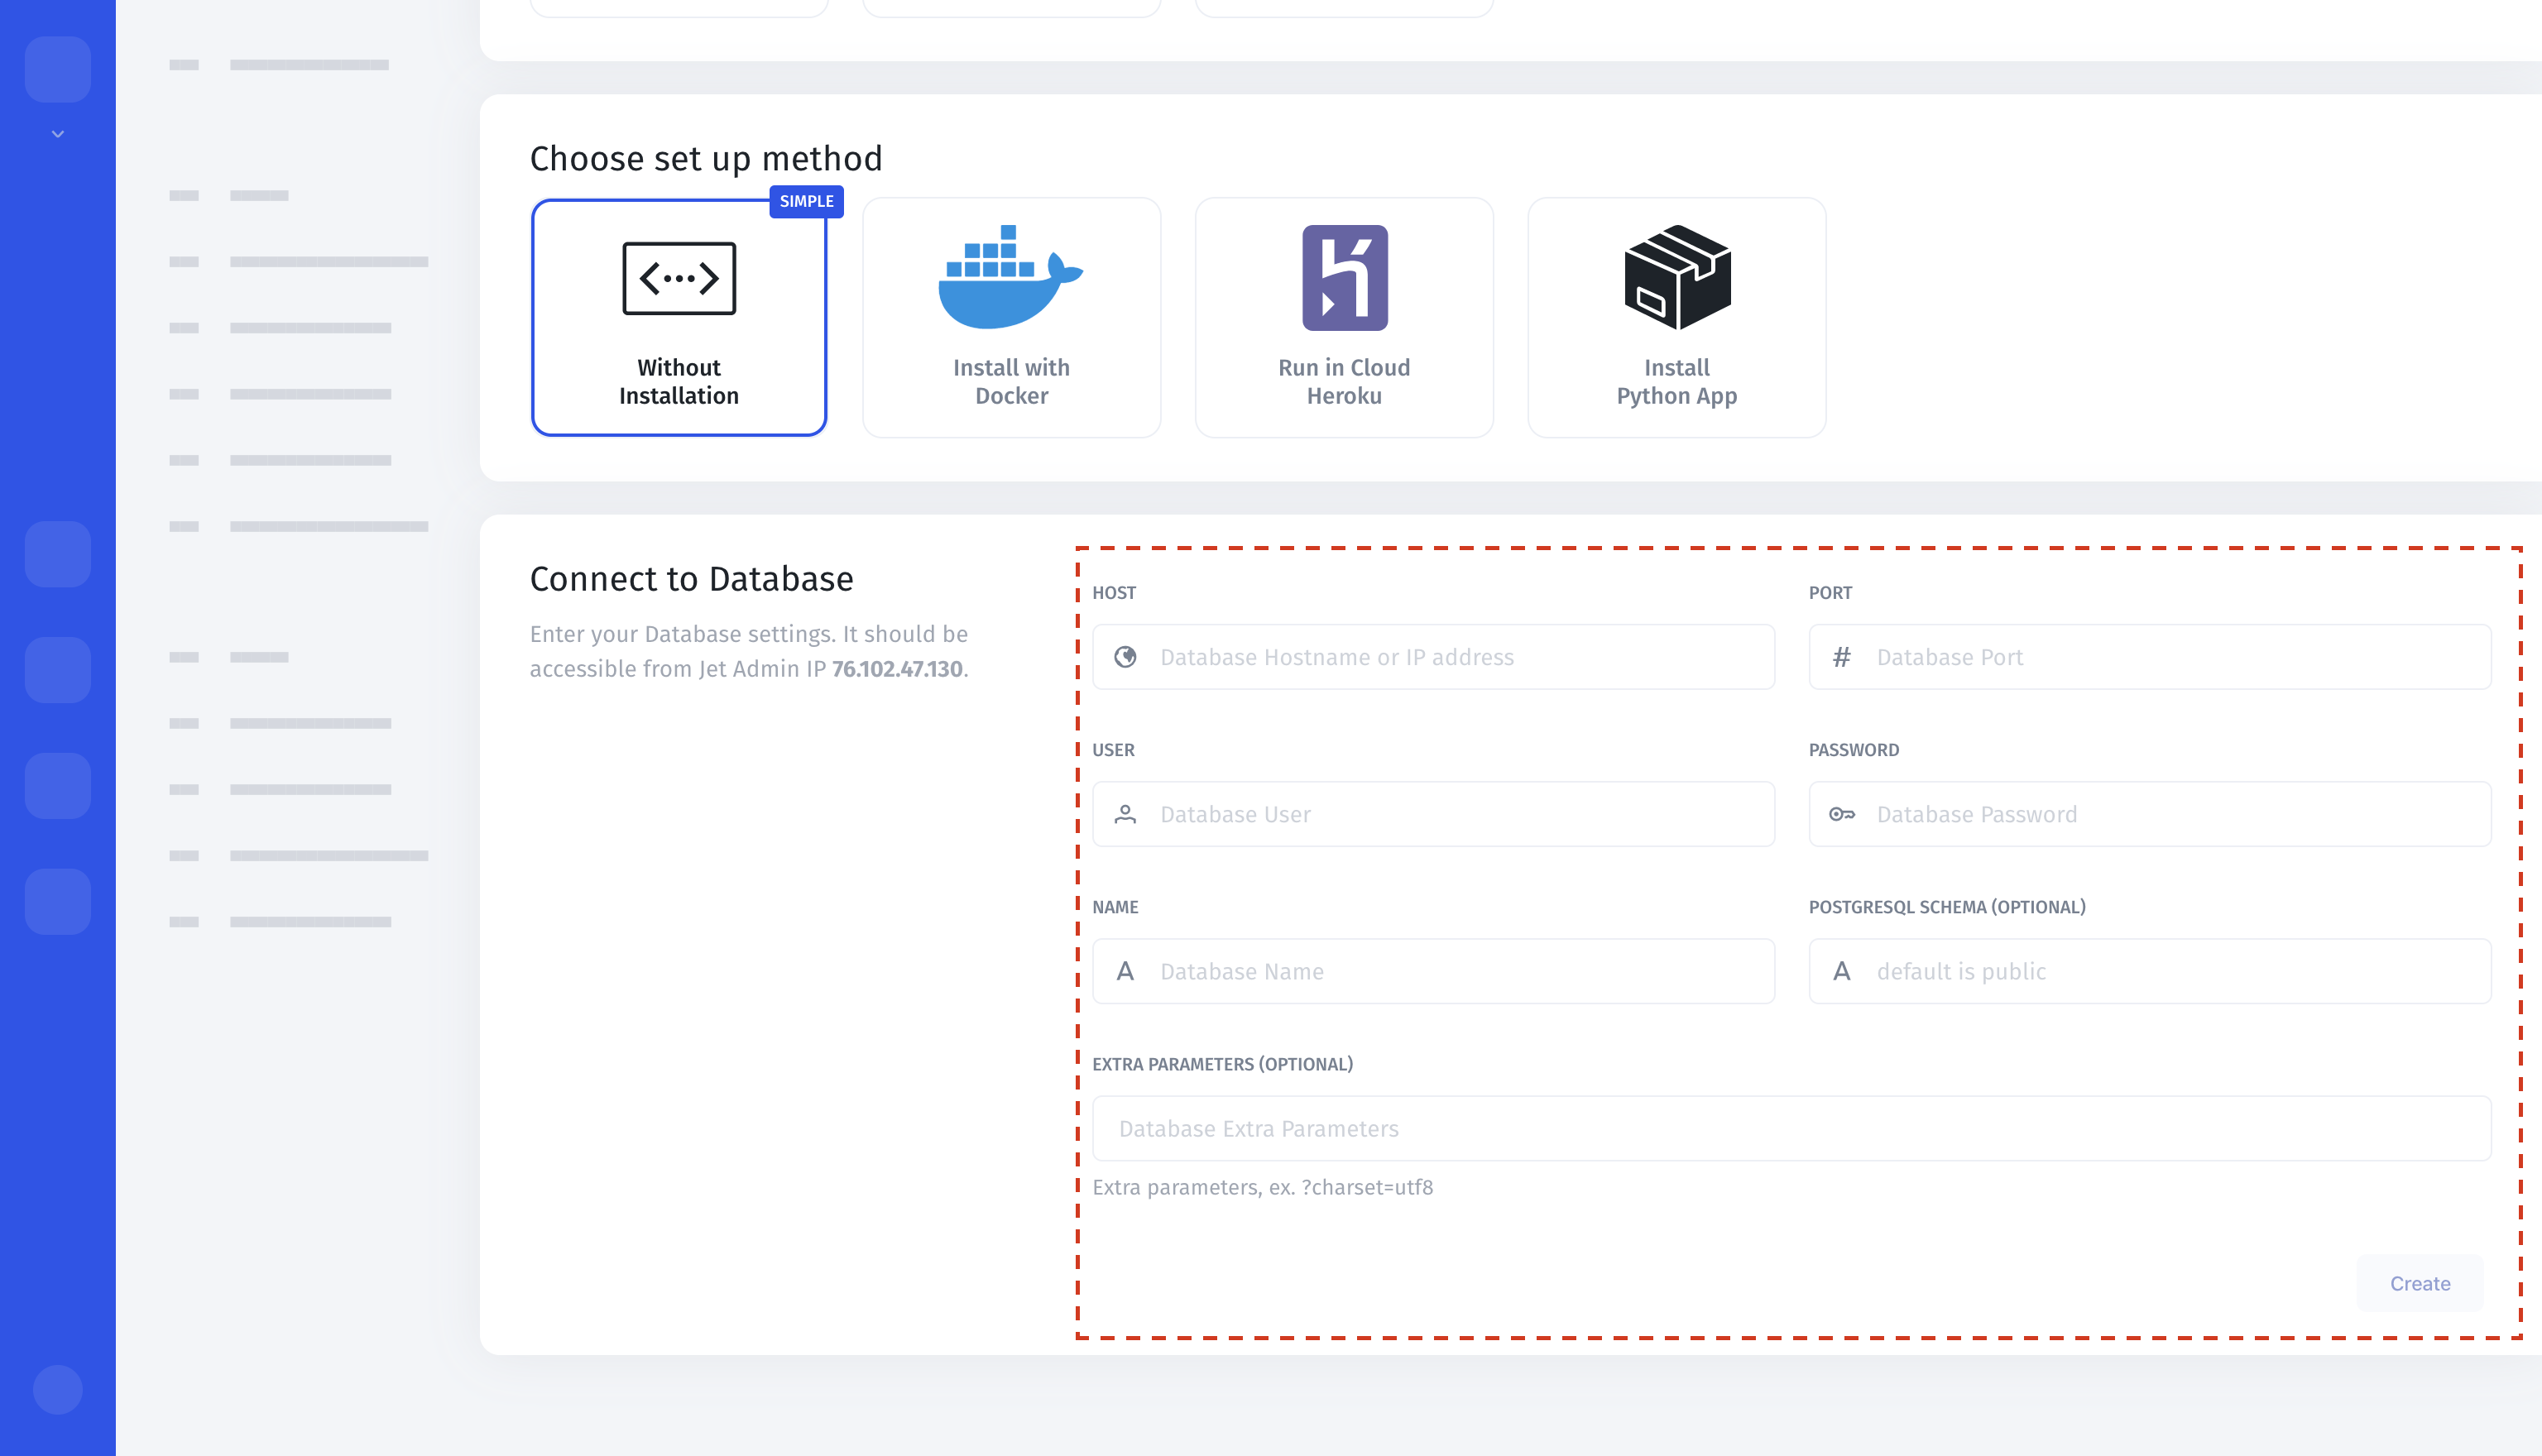 Choose set up method
SIMPLE
Without
Installation
Install with
Docker
Run in Cloud
Heroku
Install
Python App
Connect to Database
Enter your Database settings. It should be
accessible from Jet Admin IP 76.102.47.130.
HOST
Database Hostname or IP address
PORT
# Database Port
USER
Database User
PASSWORD
Database Password
NAME
A Database Name
POSTGRESQL SCHEMA (OPTIONAL)
A default is public
EXTRA PARAMETERS (OPTIONAL)
Database Extra Parameters
Extra parameters, ex. ?charset=utf8
Create